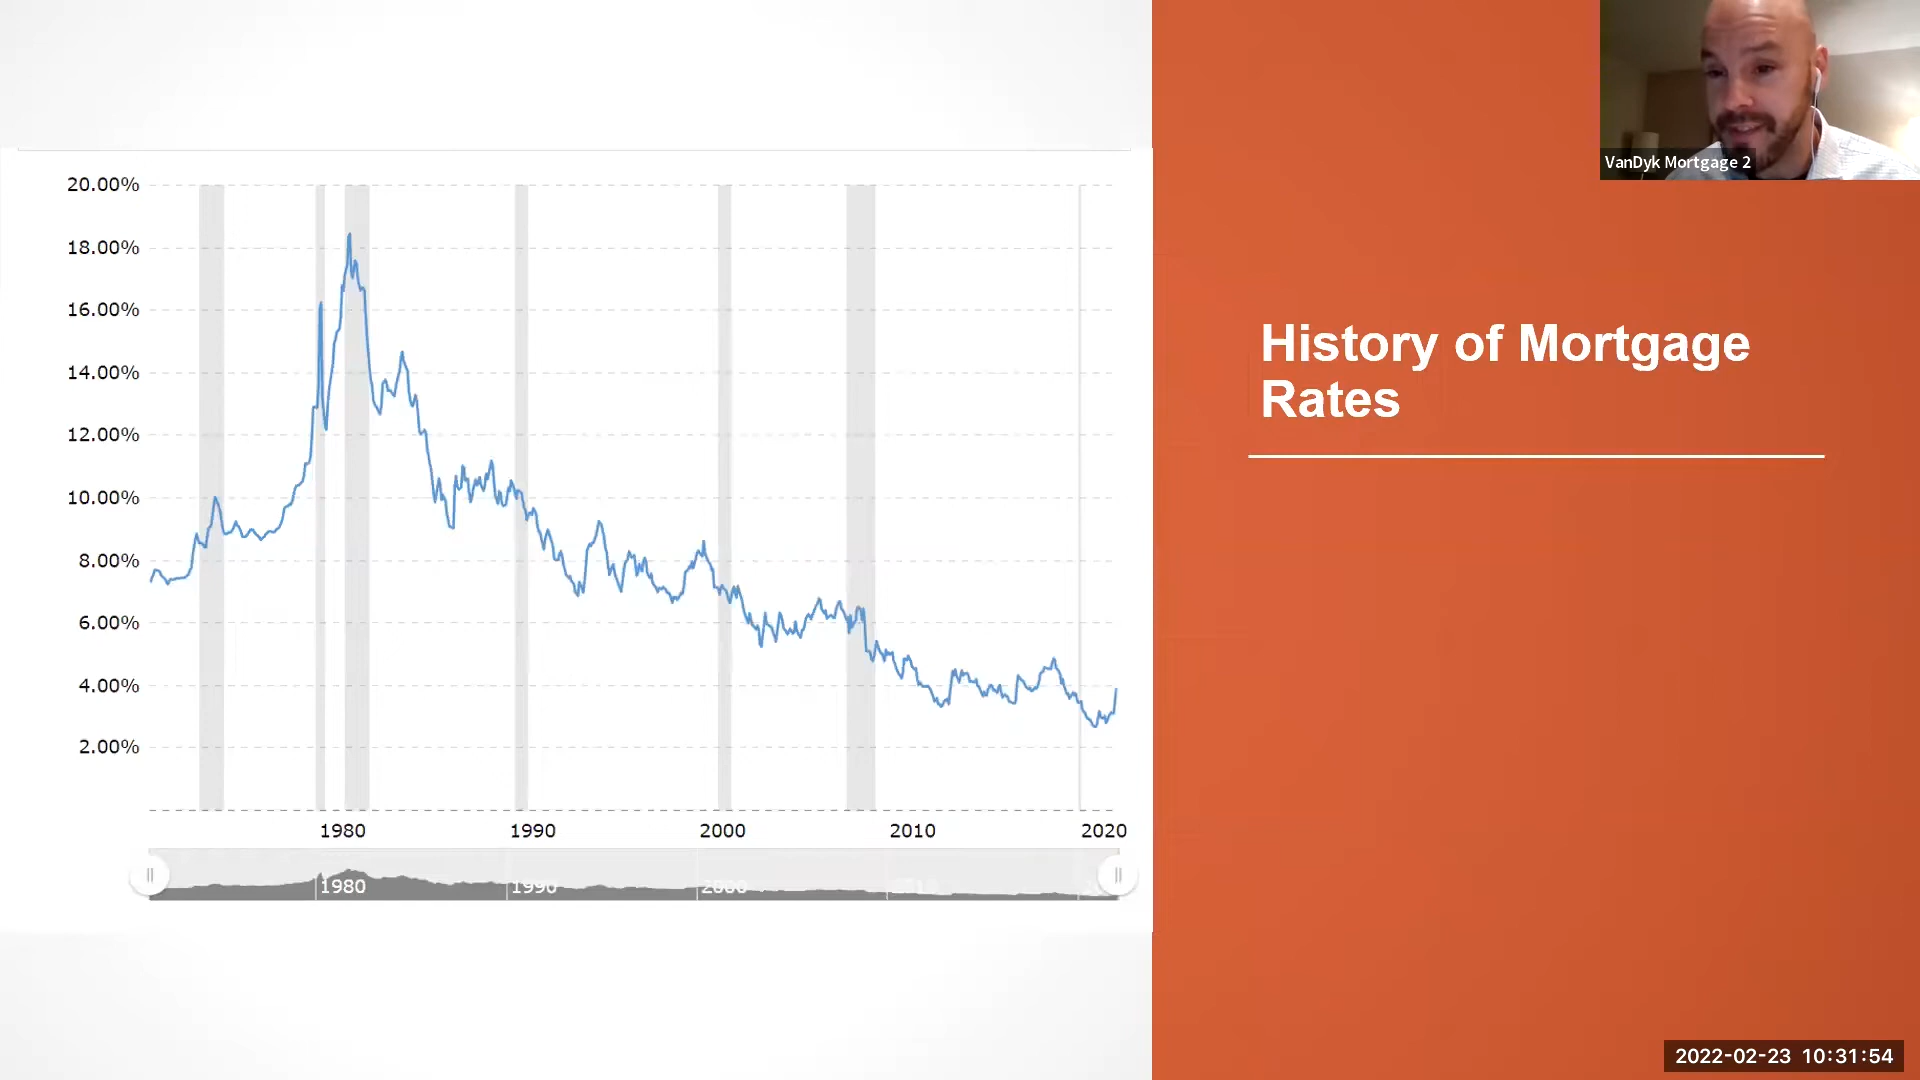 VanDyk Mortgage 2
History of Mortgage
Rates
20.00%
18.00%
16.00%
14.00%
12.00%
10.00%
8.00%
6.00%
4.00%
2.00%
1980 1990 2000 2010 2020
1980 1990 2000
2022-02-23 10:31:54